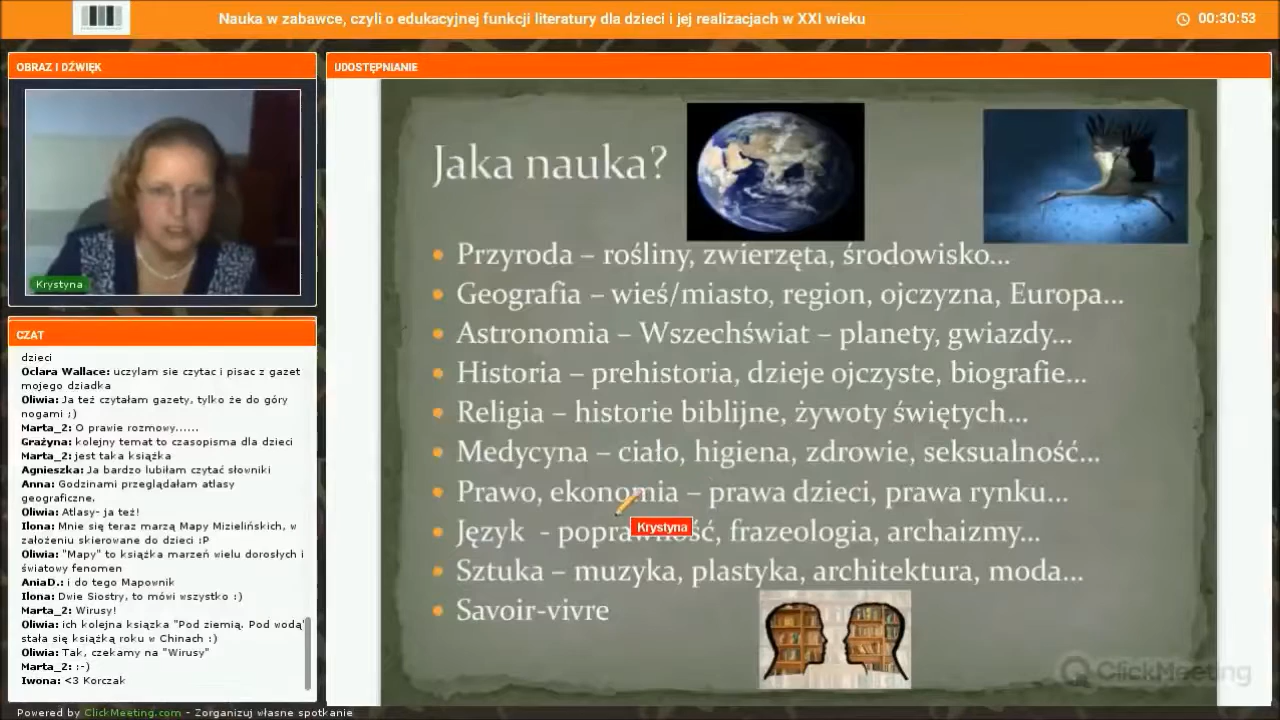 Nauka w zabawce, czyli o edukacyjnej funkcji literatury dla dzieci i jej realizacjach w XXI wieku
00:30:53
OBRAZ I DŹWIĘK
Krystyna
CZAT
dzieci
Oclara Wallace: uczylam sie czytac i pisac z gazet
mojego dziadka
Oliwia: Ja też czytałam gazety, tylko że do góry
nogami ;)
Marta_2: O prawie rozmowy......
Grażyna: kolejny temat to czasopisma dla dzieci
Marta_2: jest taka książka
Agnieszka: Ja bardzo lubiłam czytać słowniki
Anna: Godzinami przeglądałam atlasy
geograficzne.
Oliwia: Atlasy- ja też!
Ilona: Mnie się teraz marzą Mapy Mizielińskich, w
założeniu skierowane do dzieci :P
Oliwia: "Mapy" to książka marzeń wielu dorosłych i
światowy fenomen
AniaD.: i do tego Mapownik
Ilona: Dwie Siostry, to mówi wszystko :)
Marta_2: Wirusy!
Oliwia: ich kolejna ksiązka "Pod ziemią. Pod wodą"
stała się książką roku w Chinach :)
Oliwia: Tak, czekamy na "Wirusy"
Marta_2: :-)
Iwona: <3 Korczak
UDOSTĘPNIANIE
Jaka nauka?
• Przyroda – rośliny, zwierzęta, środowisko...
• Geografia – wieś/miasto, region, ojczyzna, Europa...
• Astronomia – Wszechświat – planety, gwiazdy...
• Historia – prehistoria, dzieje ojczyste, biografie...
• Religia – historie biblijne, żywoty świętych...
• Medycyna – ciało, higiena, zdrowie, seksualność...
• Prawo, ekonomia – prawa dzieci, prawa rynku...
Krystyna
• Język - poprawność, frazeologia, archaizmy...
• Sztuka – muzyka, plastyka, architektura, moda...
• Savoir-vivre
ClickMeeting
Powered by ClickMeeting.com - Zorganizuj własne spotkanie